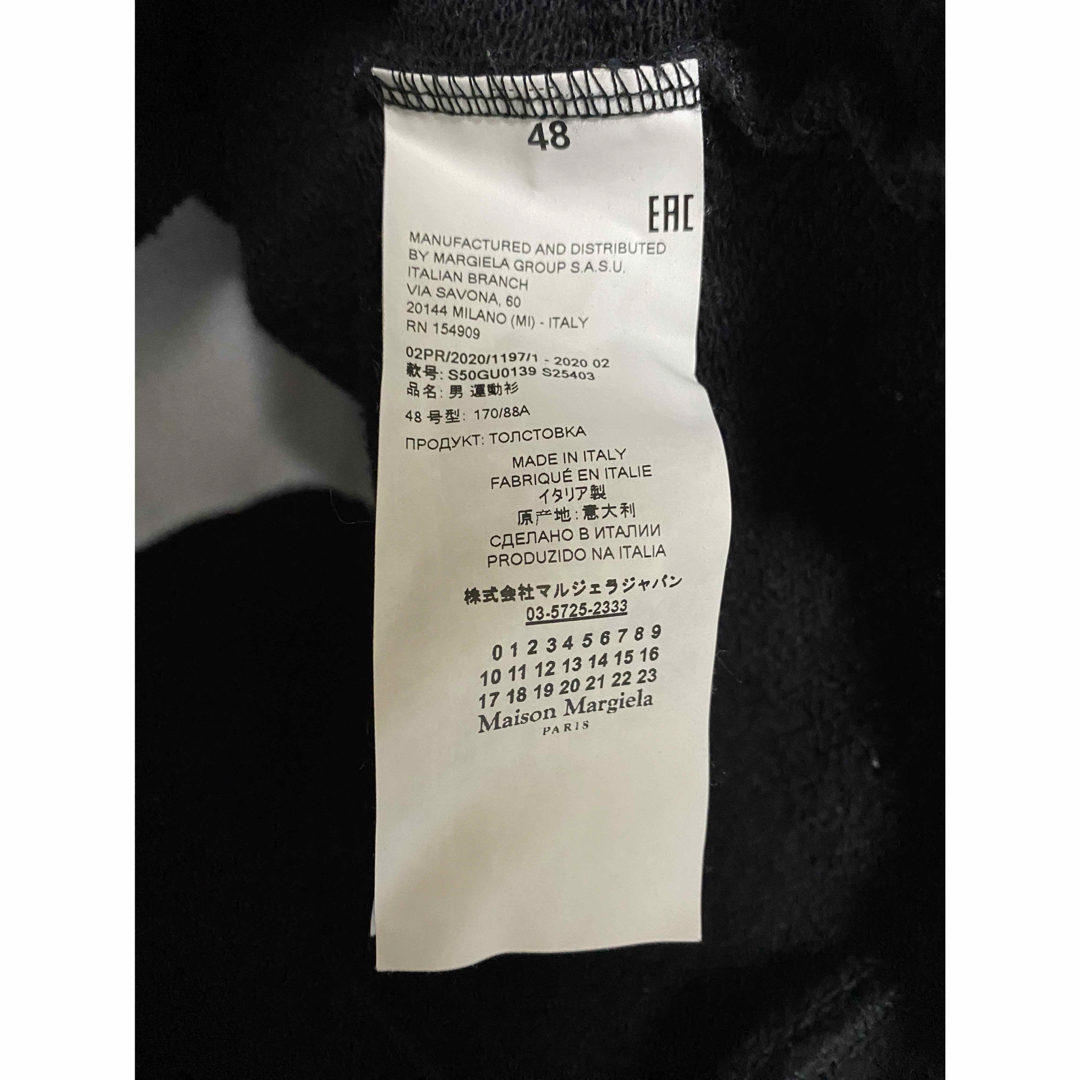 48
EAC
MANUFACTURED AND DISTRIBUTED
BY MARGIELA GROUP S.A.S.U.
ITALIAN BRANCH
VIA SAVONA, 60
20144 MILANO (MI) - ITALY
RN 154909
02PR/2020/1197/1 - 2020 02
款号: S50GU0139 S25403
品名: 男 運動衫
48 号型: 170/88A
ПРОДУКТ: ТОЛСТОВКА
MADE IN ITALY
FABRIQUÉ EN ITALIE
イタリア製
原产地: 意大利
СДЕЛАНО В ИТАЛИИ
PRODUZIDO NA ITALIA
株式会社マルジェラジャパン
03-5725-2333
0 1 2 3 4 5 6 7 8 9
10 11 12 13 14 15 16
17 18 19 20 21 22 23
Maison Margiela
PARIS